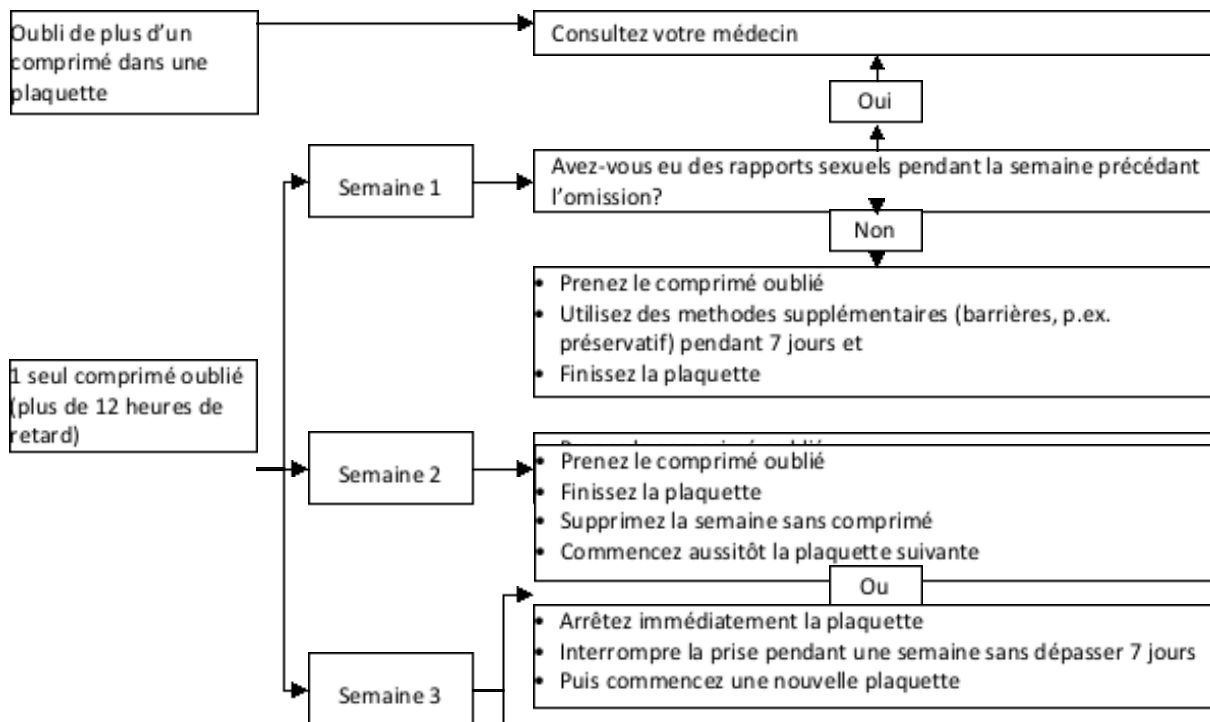 Oubli de plus d'un
comprimé dans une
plaquette
Consultez votre médecin
Oui
Semaine 1
Avez-vous eu des rapports sexuels pendant la semaine précédant
l'omission?
Non
• Prenez le comprimé oublié
• Utilisez des methodes supplémentaires (barrières, p.ex.
préservatif) pendant 7 jours et
• Finissez la plaquette
1 seul comprimé oublié
(plus de 12 heures de
retard)
Semaine 2
• Prenez le comprimé oublié
• Finissez la plaquette
• Supprimez la semaine sans comprimé
• Commencez aussitôt la plaquette suivante
Ou
• Arrêtez immédiatement la plaquette
• Interrompre la prise pendant une semaine sans dépasser 7 jours
• Puis commencez une nouvelle plaquette
Semaine 3